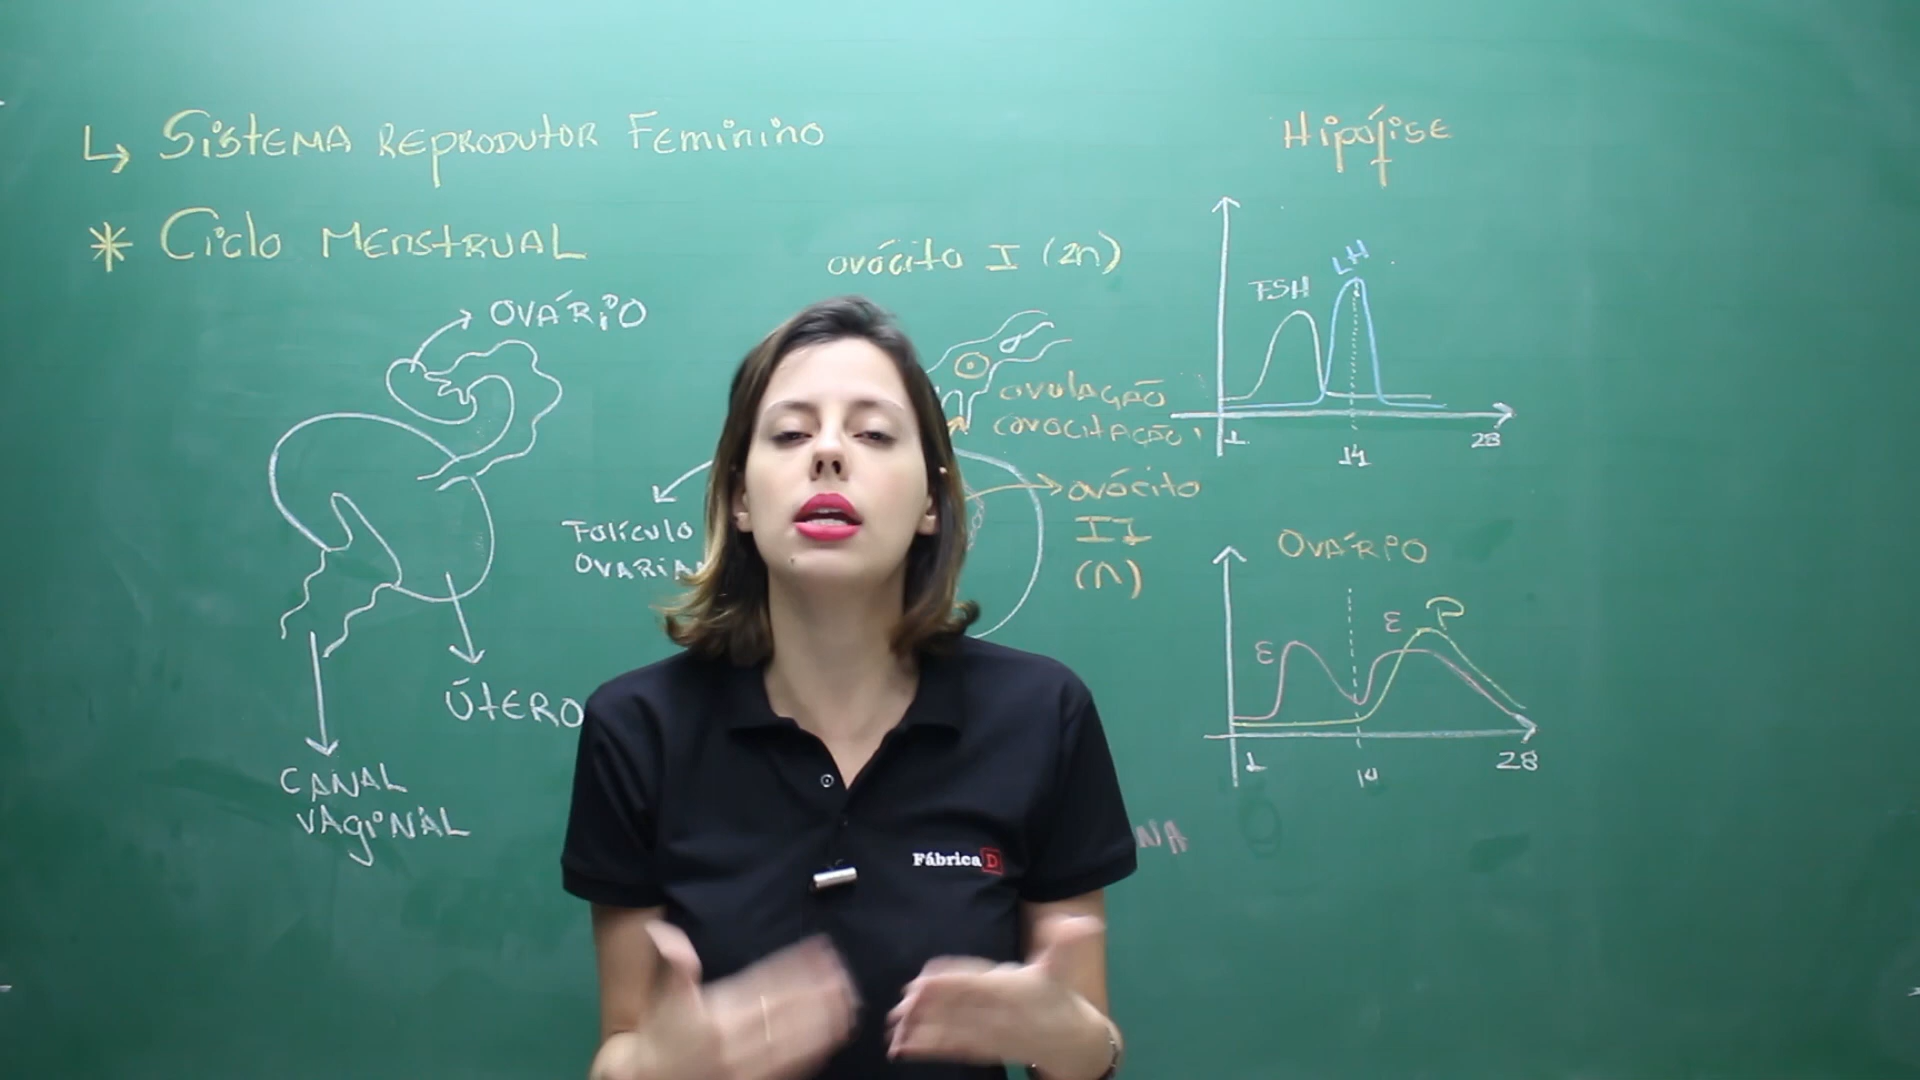 ↳ Sistema Reprodutor Feminino
* Ciclo Menstrual
Ovário
Canal
Vaginal
Útero
ovócito I (2n)
ovulação
Folículo
ovócito
II
(n)
Hipófise
FSH
LH
1
14
28
Ovário
E
E
P
1
14
28
Fábrica D